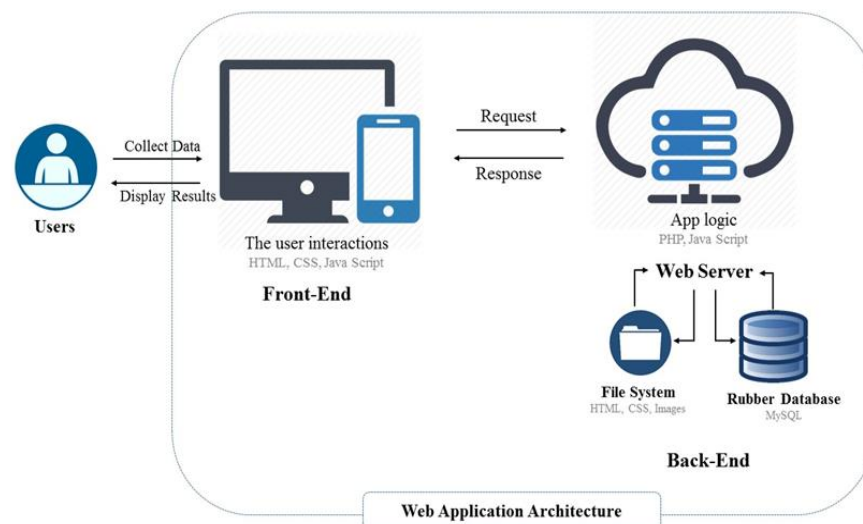 Collect Data
Display Results
Users
The user interactions
HTML, CSS, Java Script
Front-End
Request
Response
App logic
PHP, Java Script
Web Server
File System
HTML, CSS, Images
Rubber Database
MySQL
Back-End
Web Application Architecture